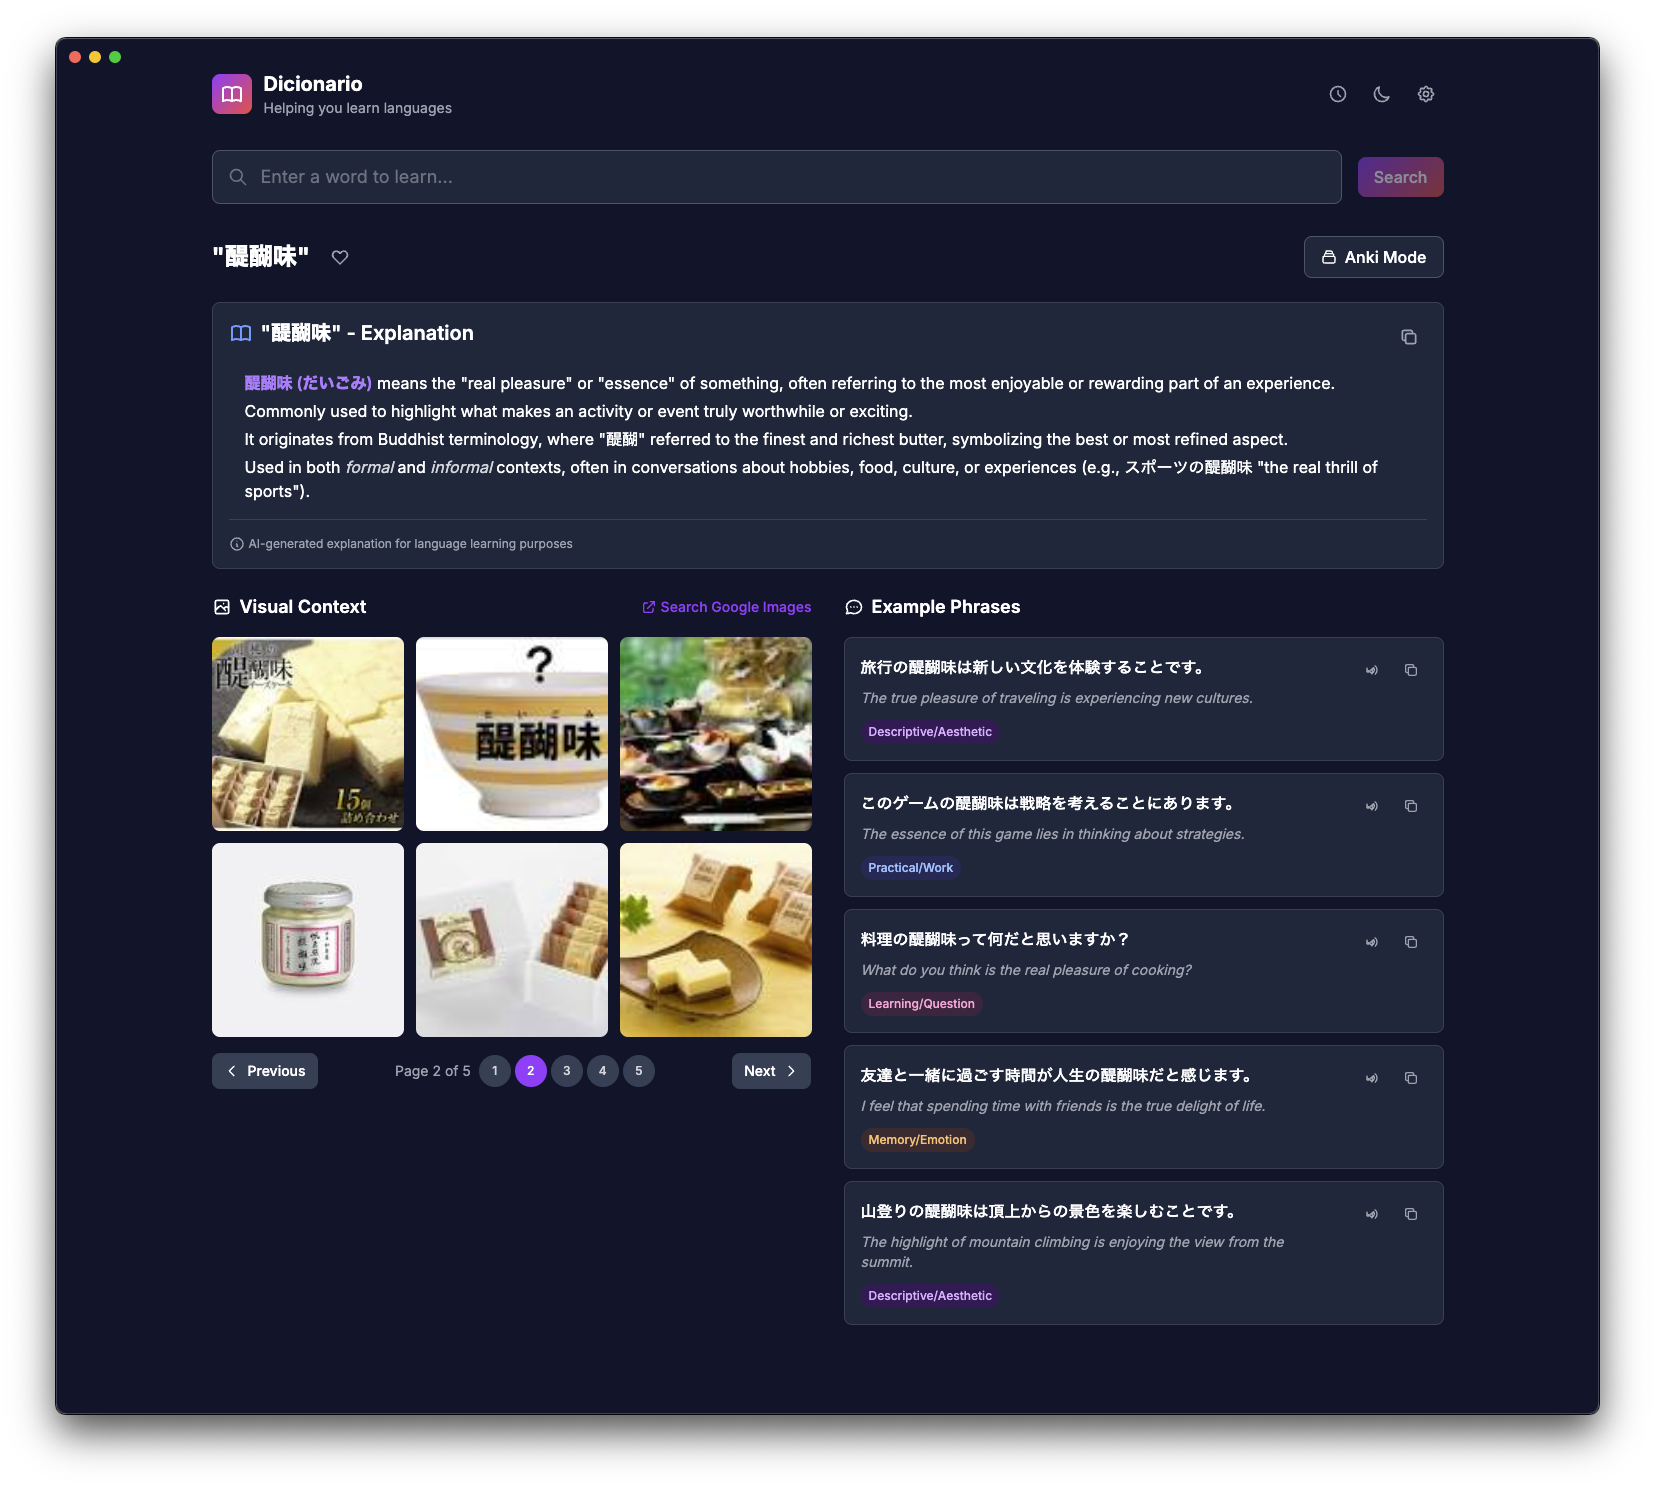 Dicionario
Helping you learn languages
Enter a word to learn...
Search
"醍醐味"
Anki Mode
"醍醐味" - Explanation
醍醐味 (だいごみ) means the "real pleasure" or "essence" of something, often referring to the most enjoyable or rewarding part of an experience.
Commonly used to highlight what makes an activity or event truly worthwhile or exciting.
It originates from Buddhist terminology, where "醍醐" referred to the finest and richest butter, symbolizing the best or most refined aspect.
Used in both formal and informal contexts, often in conversations about hobbies, food, culture, or experiences (e.g., スポーツの醍醐味 "the real thrill of
sports").
AI-generated explanation for language learning purposes
Visual Context
Search Google Images
醍醐味
チーズケーキ
15個
詰め合わせ
?
だいごみ
醍醐味
醍醐味
Previous
Page 2 of 5
1
2
3
4
5
Next
Example Phrases
旅行の醍醐味は新しい文化を体験することです。
The true pleasure of traveling is experiencing new cultures.
Descriptive/Aesthetic
このゲームの醍醐味は戦略を考えることにあります。
The essence of this game lies in thinking about strategies.
Practical/Work
料理の醍醐味って何だと思いますか？
What do you think is the real pleasure of cooking?
Learning/Question
友達と一緒に過ごす時間が人生の醍醐味だと感じます。
I feel that spending time with friends is the true delight of life.
Memory/Emotion
山登りの醍醐味は頂上からの景色を楽しむことです。
The highlight of mountain climbing is enjoying the view from the
summit.
Descriptive/Aesthetic